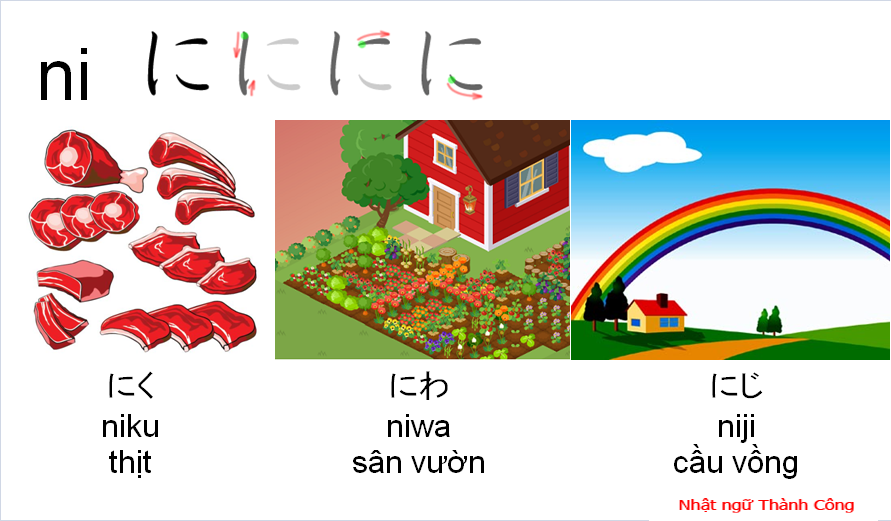 ni に に に に
にく
niku
thịt
にわ
niwa
sân vườn
にじ
niji
cầu vồng
Nhật ngữ Thành Công